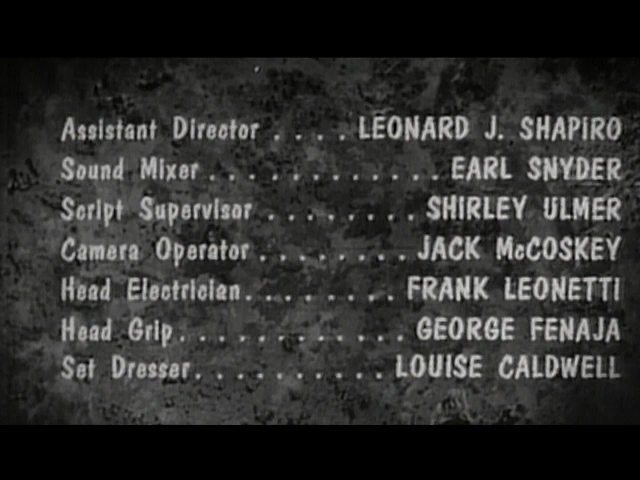 Assistant Director .... LEONARD J. SHAPIRO
Sound Mixer ............ EARL SNYDER
Script Supervisor ........ SHIRLEY ULMER
Camera Operator ........ JACK McCOSKEY
Head Electrician........ FRANK LEONETTI
Head Grip............ GEORGE FENAJA
Set Dresser.......... LOUISE CALDWELL